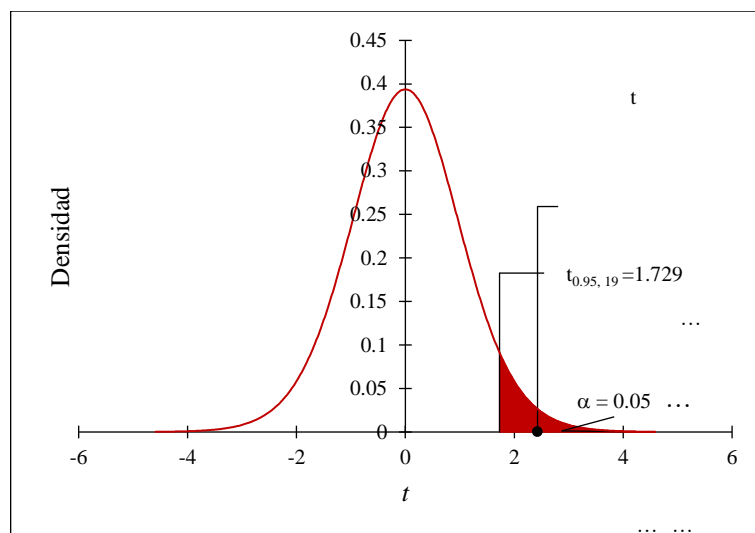 0.45
0.4
t
0.35
0.3
Densidad
0.25
0.2
t0.95, 19 =1.729
0.15
…
0.1
α = 0.05 …
0.05
0
-6 -4 -2 0 2 4 6
t
… …